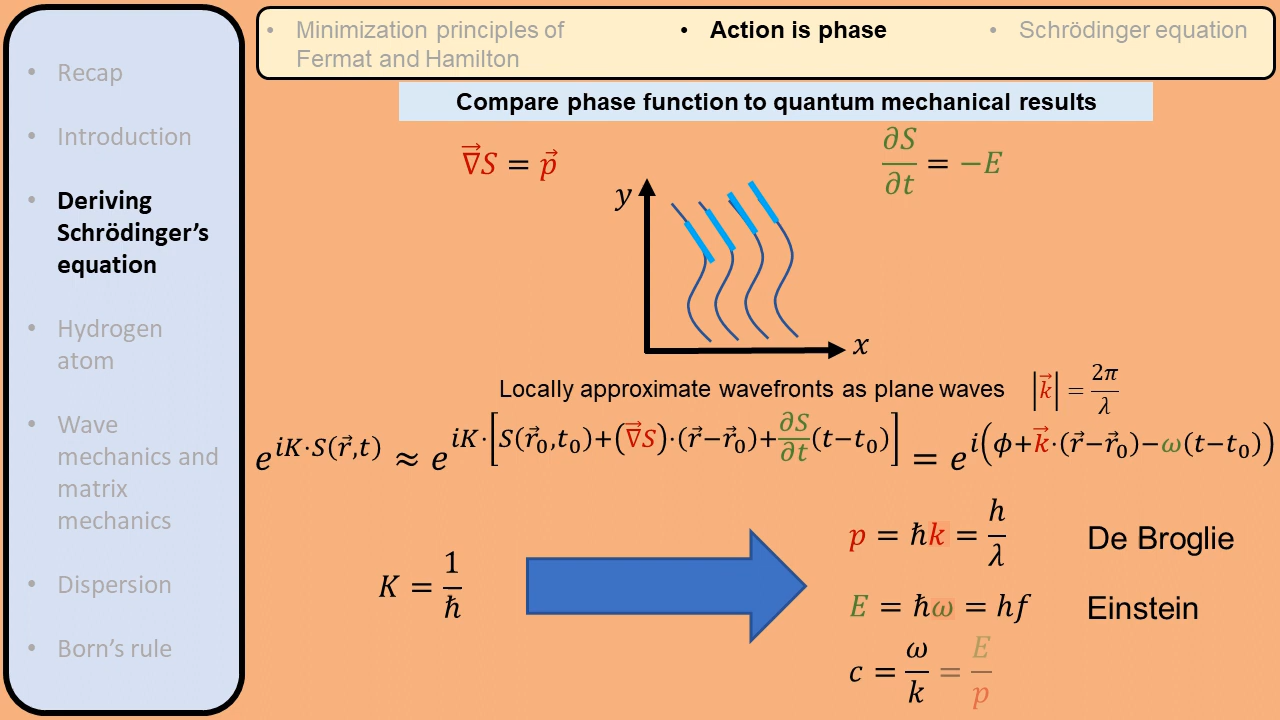 • Recap
• Introduction
• Deriving
Schrödinger’s
equation
• Hydrogen
atom
• Wave
mechanics and
matrix
mechanics
• Dispersion
• Born’s rule
• Minimization principles of
Fermat and Hamilton
• Action is phase
• Schrödinger equation
Compare phase function to quantum mechanical results
∇⃗S = p⃗
∂S/∂t = −E
y
x
Locally approximate wavefronts as plane waves |k⃗| = 2π/λ
e^{iK·S(r⃗,t)} ≈ e^{iK·[S(r⃗₀,t₀)+(∇⃗S)·(r⃗−r⃗₀)+∂S/∂t(t−t₀)]} = e^{i(ϕ+k⃗·(r⃗−r⃗₀)−ω(t−t₀))}
K = 1/ħ
p = ħk = h/λ De Broglie
E = ħω = hf Einstein
c = ω/k = E/p